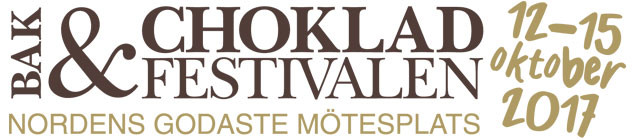 BAK & CHOKLAD
FESTIVALEN
NORDENS GODASTE MÖTESPLATS
12-15
oktober
2017